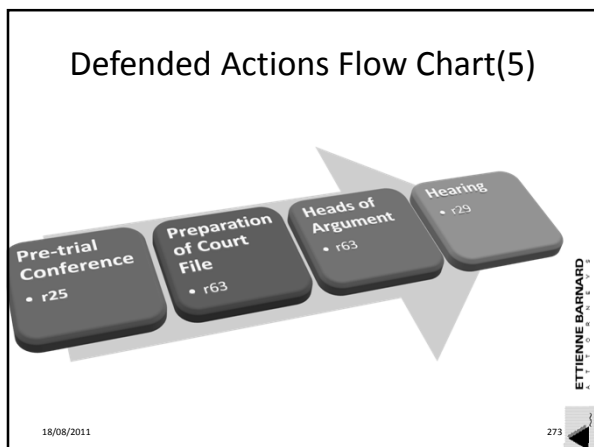 Defended Actions Flow Chart(5)
Pre-trial
Conference
• r25
Preparation
of Court
File
• r63
Heads of
Argument
• r63
Hearing
• r29
ETTIENNE BARNARD
ATTORNEYS
18/08/2011
273